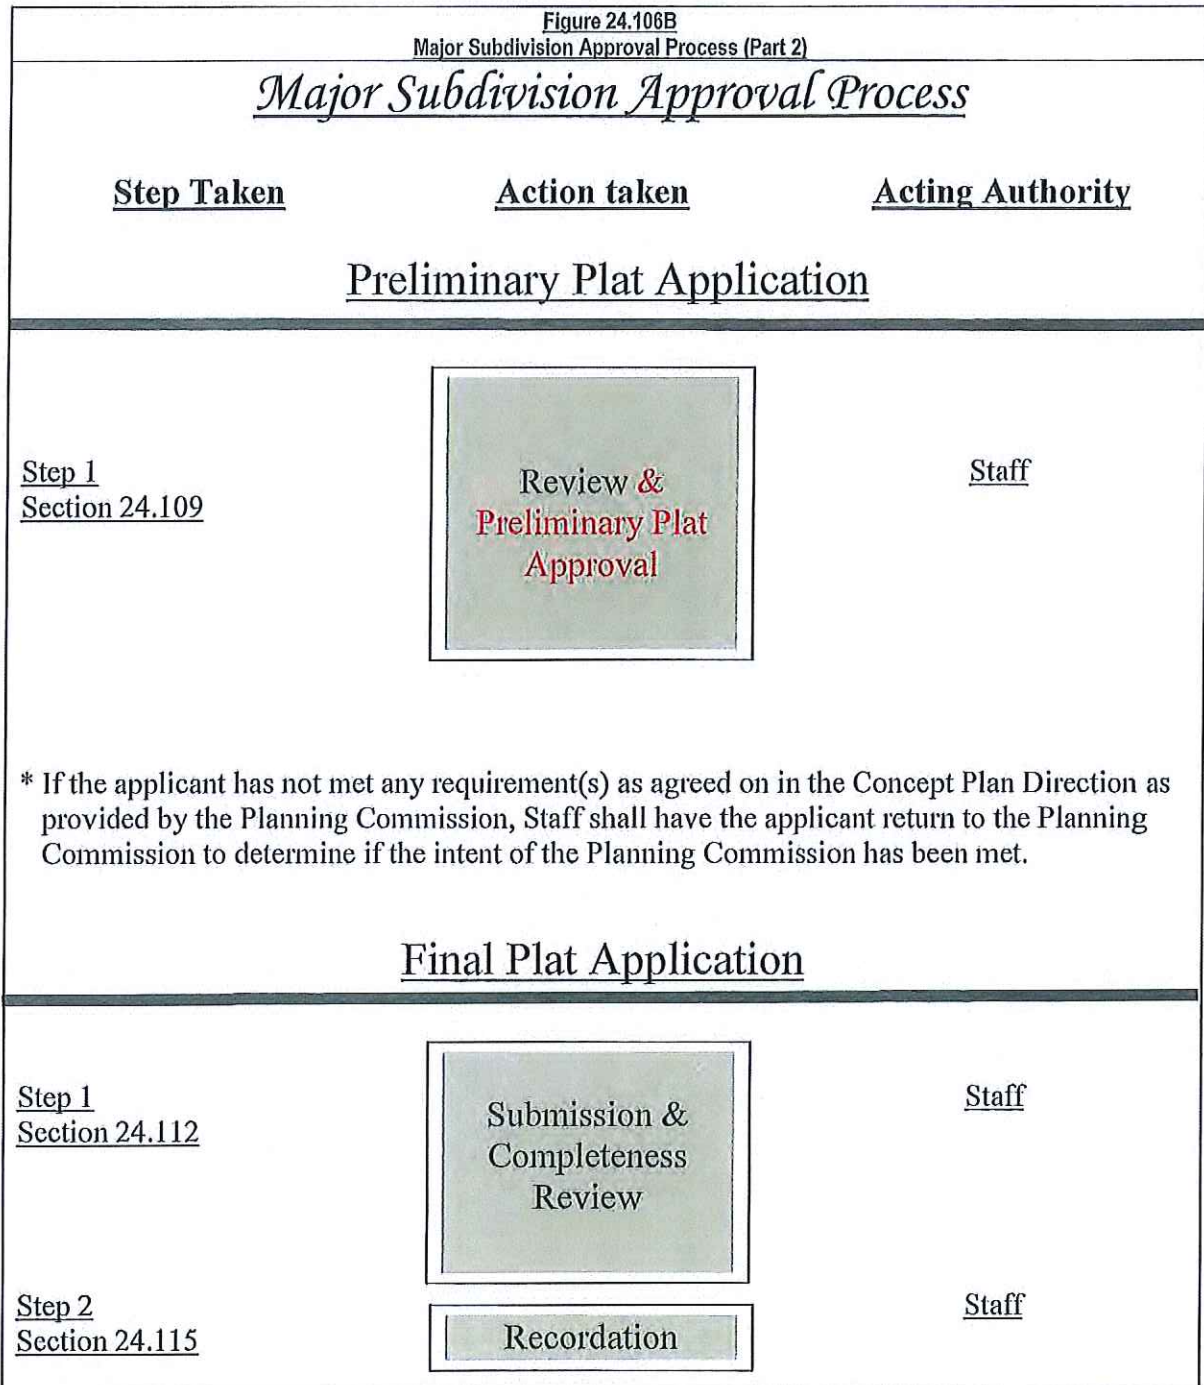 Figure 24.106B
Major Subdivision Approval Process (Part 2)
Major Subdivision Approval Process
Step Taken Action taken Acting Authority
Preliminary Plat Application
Step 1
Section 24.109
Review &
Preliminary Plat
Approval
Staff
* If the applicant has not met any requirement(s) as agreed on in the Concept Plan Direction as
provided by the Planning Commission, Staff shall have the applicant return to the Planning
Commission to determine if the intent of the Planning Commission has been met.
Final Plat Application
Step 1
Section 24.112
Submission &
Completeness
Review
Staff
Step 2
Section 24.115
Recordation
Staff